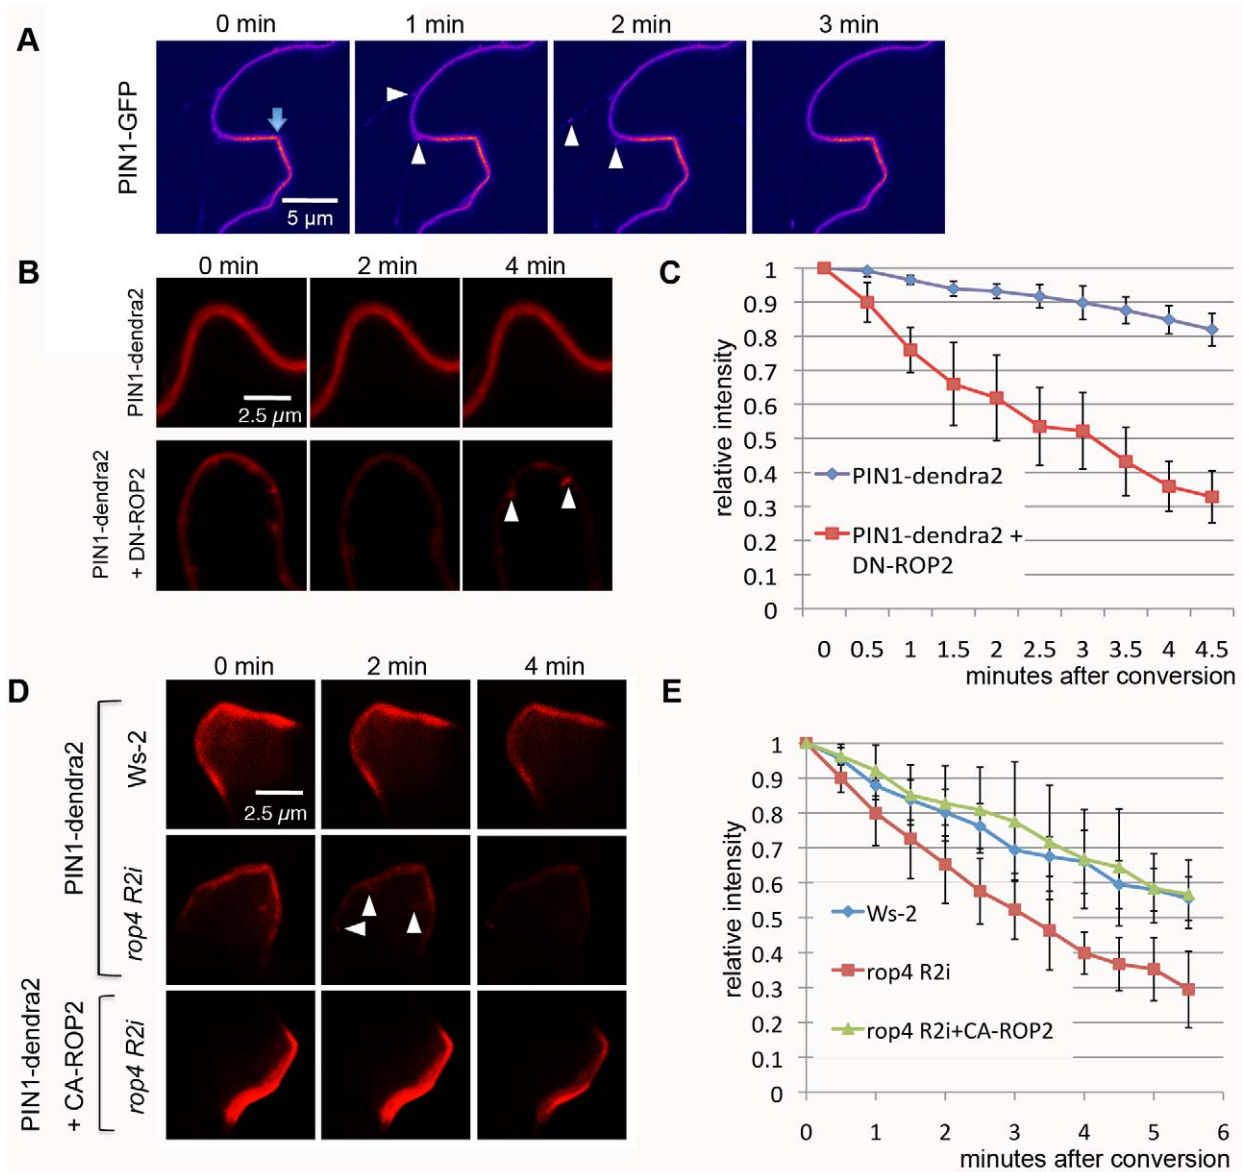 A
0 min
1 min
2 min
3 min
PIN1-GFP
5 µm
B
0 min
2 min
4 min
PIN1-dendra2
2.5 µm
PIN1-dendra2
+ DN-ROP2
C
1
0.9
0.8
0.7
0.6
0.5
0.4
0.3
0.2
0.1
0
relative intensity
PIN1-dendra2
PIN1-dendra2 +
DN-ROP2
0 0.5 1 1.5 2 2.5 3 3.5 4 4.5
minutes after conversion
D
0 min
2 min
4 min
PIN1-dendra2
Ws-2
2.5 µm
rop4 R2i
PIN1-dendra2
+ CA-ROP2
rop4 R2i
E
1
0.9
0.8
0.7
0.6
0.5
0.4
0.3
0.2
0.1
0
relative intensity
Ws-2
rop4 R2i
rop4 R2i+CA-ROP2
0 1 2 3 4 5 6
minutes after conversion